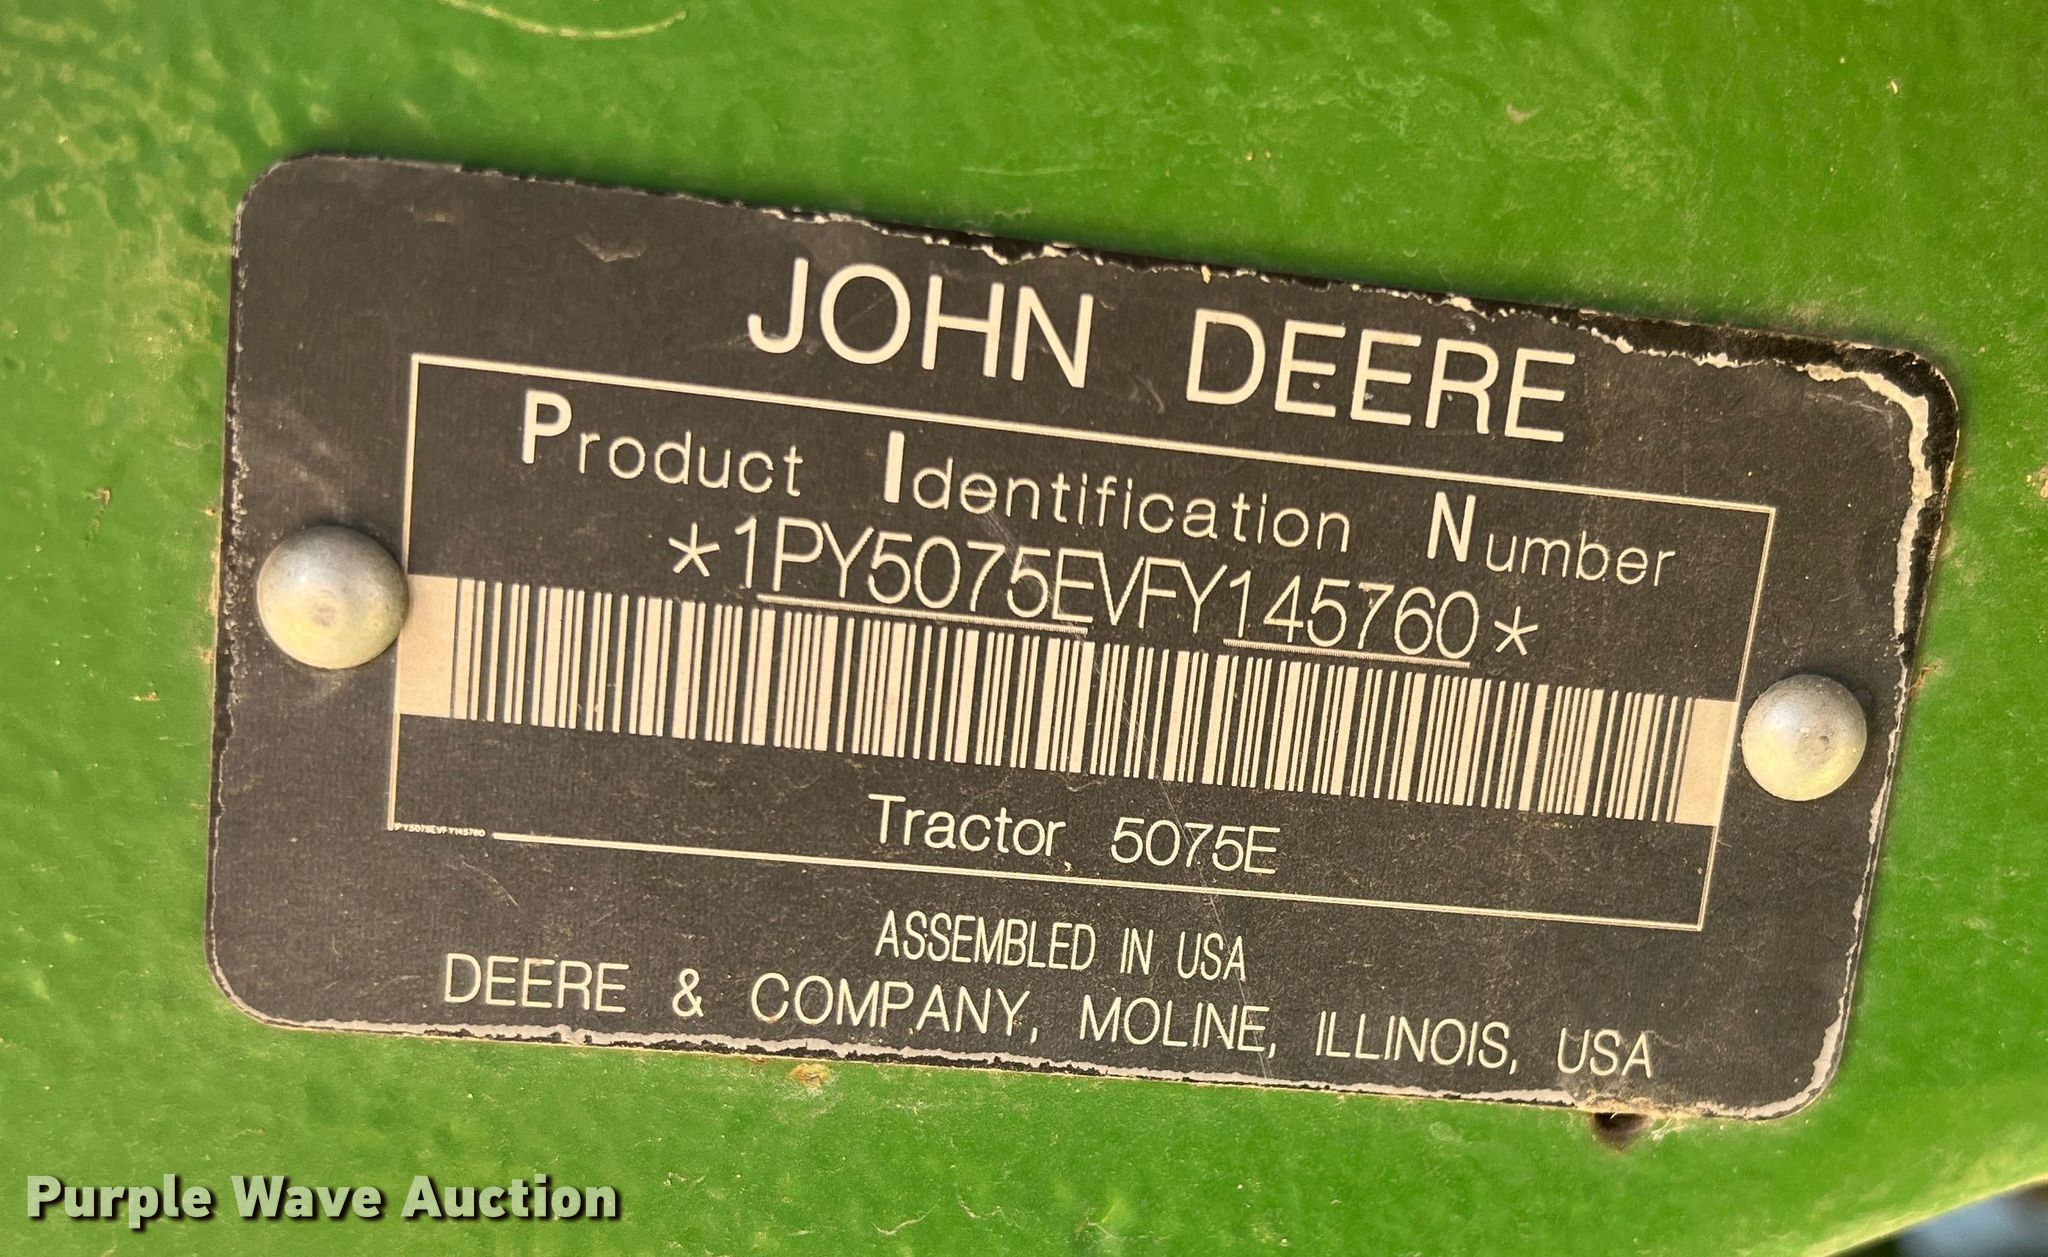 JOHN DEERE
Product Identification Number
*1PY5075EVFY145760*
Tractor 5075E
PY5075EVFY145760
ASSEMBLED IN USA
DEERE & COMPANY, MOLINE, ILLINOIS, USA
Purple Wave Auction